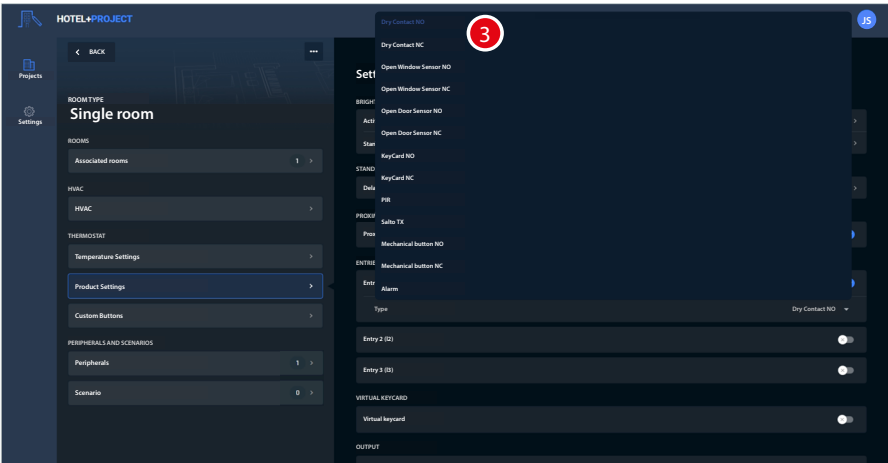 HOTEL+PROJECT
JS
Projects
Settings
BACK
ROOM TYPE
Single room
ROOMS
Associated rooms 1
HVAC
HVAC
THERMOSTAT
Temperature Settings
Product Settings
Custom Buttons
PERIPHERALS AND SCENARIOS
Peripherals 1
Scenario 0
Dry Contact NO
3
Dry Contact NC
Open Window Sensor NO
Open Window Sensor NC
Open Door Sensor NO
Open Door Sensor NC
KeyCard NO
KeyCard NC
PIR
Salto TX
Mechanical button NO
Mechanical button NC
Alarm
Type Dry Contact NO
Entry 2 (I2)
Entry 3 (I3)
VIRTUAL KEYCARD
Virtual keycard
OUTPUT